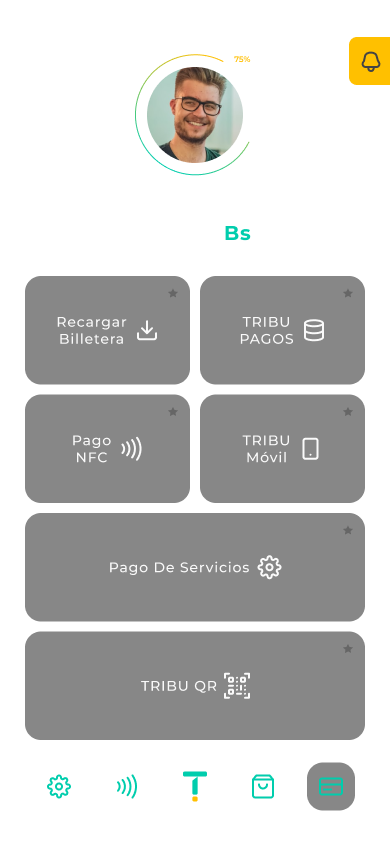 75%
Bs
Recargar
Billetera
TRIBU
PAGOS
Pago
NFC
TRIBU
Móvil
Pago De Servicios
TRIBU QR